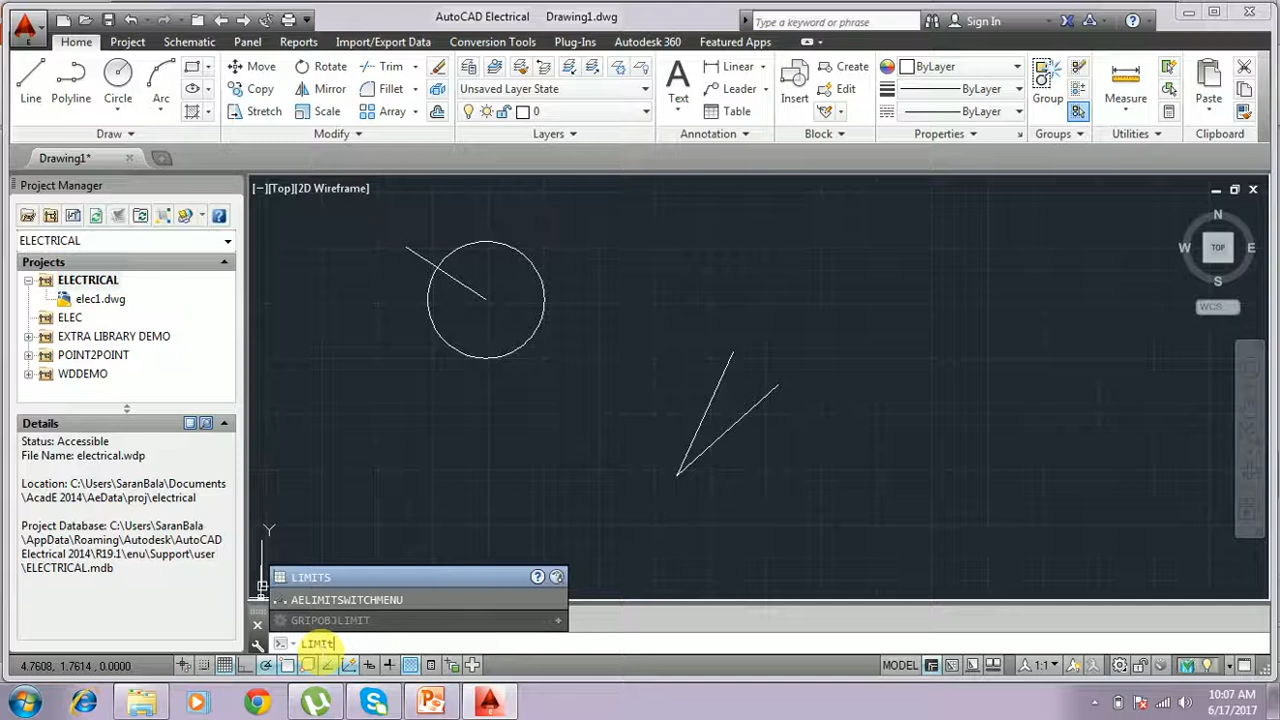 AutoCAD Electrical Drawing1.dwg
Type a keyword or phrase
Sign In
Home Project Schematic Panel Reports Import/Export Data Conversion Tools Plug-Ins Autodesk 360 Featured Apps
Line
Polyline
Circle
Arc
Move
Copy
Stretch
Rotate
Mirror
Scale
Trim
Fillet
Array
Unsaved Layer State
0
Text
Linear
Leader
Table
Insert
Create
Edit
ByLayer
ByLayer
ByLayer
Group
Measure
Paste
Draw Modify Layers Annotation Block Properties Groups Utilities Clipboard
Drawing1*
Project Manager
ELECTRICAL
Projects
ELECTRICAL
elec1.dwg
ELEC
EXTRA LIBRARY DEMO
POINT2POINT
WDDEMO
Details
Status: Accessible
File Name: electrical.wdp
Location: C:\Users\SaranBala\Documents
\AcadE 2014\AeData\proj\electrical
Project Database: C:\Users\SaranBala
\AppData\Roaming\Autodesk\AutoCAD
Electrical 2014\R19.1\enu\Support\user
\ELECTRICAL.mdb
[−][Top][2D Wireframe]
N
W TOP E
S
WCS
Y
LIMITS
AELIMITSWITCHMENU
GRIPOBJLIMIT
LIMIt
4.7608, 1.7614, 0.0000
MODEL
1:1
10:07 AM
6/17/2017